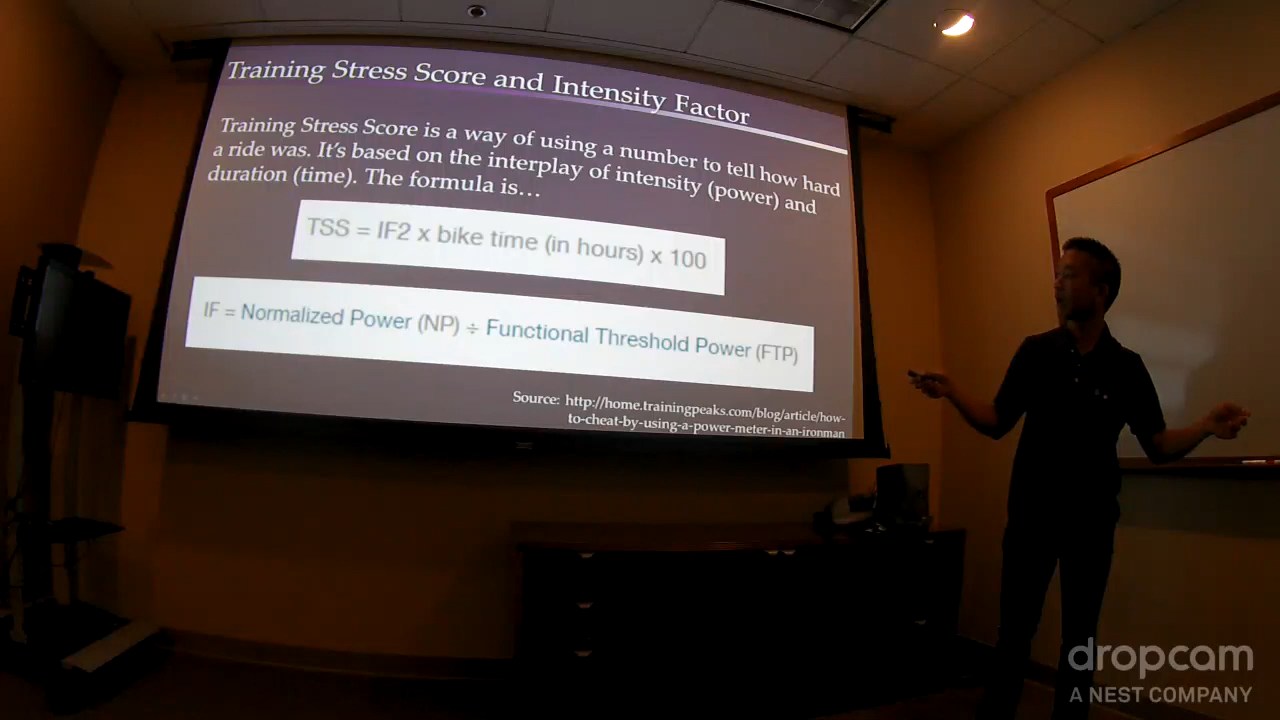 Training Stress Score and Intensity Factor
Training Stress Score is a way of using a number to tell how hard
a ride was. It's based on the interplay of intensity (power) and
duration (time). The formula is…
TSS = IF2 x bike time (in hours) x 100
IF = Normalized Power (NP) ÷ Functional Threshold Power (FTP)
Source: http://home.trainingpeaks.com/blog/article/how-
to-cheat-by-using-a-power-meter-in-an-ironman
dropcam
A NEST COMPANY